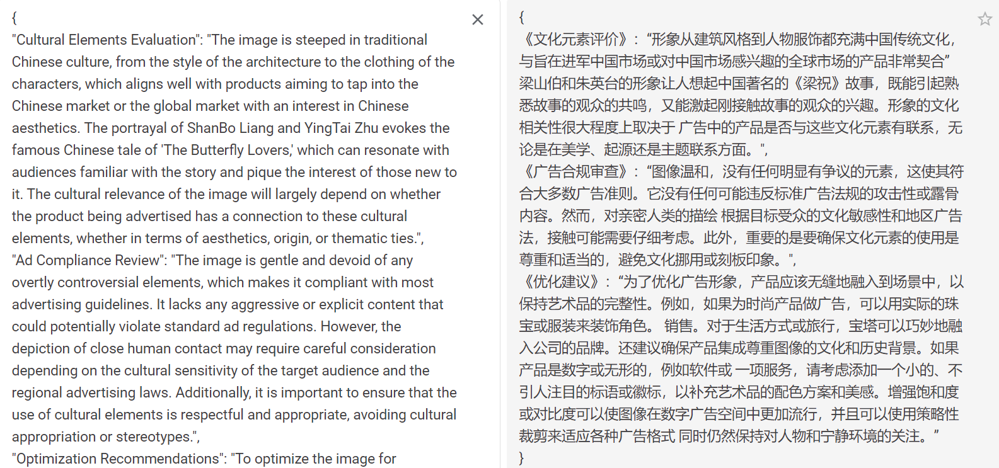 {
"Cultural Elements Evaluation": "The image is steeped in traditional
Chinese culture, from the style of the architecture to the clothing of the
characters, which aligns well with products aiming to tap into the
Chinese market or the global market with an interest in Chinese
aesthetics. The portrayal of ShanBo Liang and YingTai Zhu evokes the
famous Chinese tale of 'The Butterfly Lovers,' which can resonate with
audiences familiar with the story and pique the interest of those new to
it. The cultural relevance of the image will largely depend on whether
the product being advertised has a connection to these cultural
elements, whether in terms of aesthetics, origin, or thematic ties.",
"Ad Compliance Review": "The image is gentle and devoid of any
overtly controversial elements, which makes it compliant with most
advertising guidelines. It lacks any aggressive or explicit content that
could potentially violate standard ad regulations. However, the
depiction of close human contact may require careful consideration
depending on the cultural sensitivity of the target audience and the
regional advertising laws. Additionally, it is important to ensure that the
use of cultural elements is respectful and appropriate, avoiding cultural
appropriation or stereotypes.",
"Optimization Recommendations": "To optimize the image for
{
《文化元素评价》：“形象从建筑风格到人物服饰都充满中国传统文化，
与旨在进军中国市场或对中国市场感兴趣的全球市场的产品非常契合”
梁山伯和朱英台的形象让人想起中国著名的《梁祝》故事，既能引起熟
悉故事的观众的共鸣，又能激起刚接触故事的观众的兴趣。形象的文化
相关性很大程度上取决于 广告中的产品是否与这些文化元素有联系，无
论是在美学、起源还是主题联系方面。",
《广告合规审查》：“图像温和，没有任何明显有争议的元素，这使其符
合大多数广告准则。它没有任何可能违反标准广告法规的攻击性或露骨
内容。然而，对亲密人类的描绘 根据目标受众的文化敏感性和地区广告
法，接触可能需要仔细考虑。此外，重要的是要确保文化元素的使用是
尊重和适当的，避免文化挪用或刻板印象。",
《优化建议》：“为了优化广告形象，产品应该无缝地融入到场景中，以
保持艺术品的完整性。例如，如果为时尚产品做广告，可以用实际的珠
宝或服装来装饰角色。 销售。对于生活方式或旅行，宝塔可以巧妙地融
入公司的品牌。还建议确保产品集成尊重图像的文化和历史背景。如果
产品是数字或无形的，例如软件或 一项服务，请考虑添加一个小的、不
引人注目的标语或徽标，以补充艺术品的配色方案和美感。增强饱和度
或对比度可以使图像在数字广告空间中更加流行，并且可以使用策略性
裁剪来适应各种广告格式 同时仍然保持对人物和宁静环境的关注。”
}